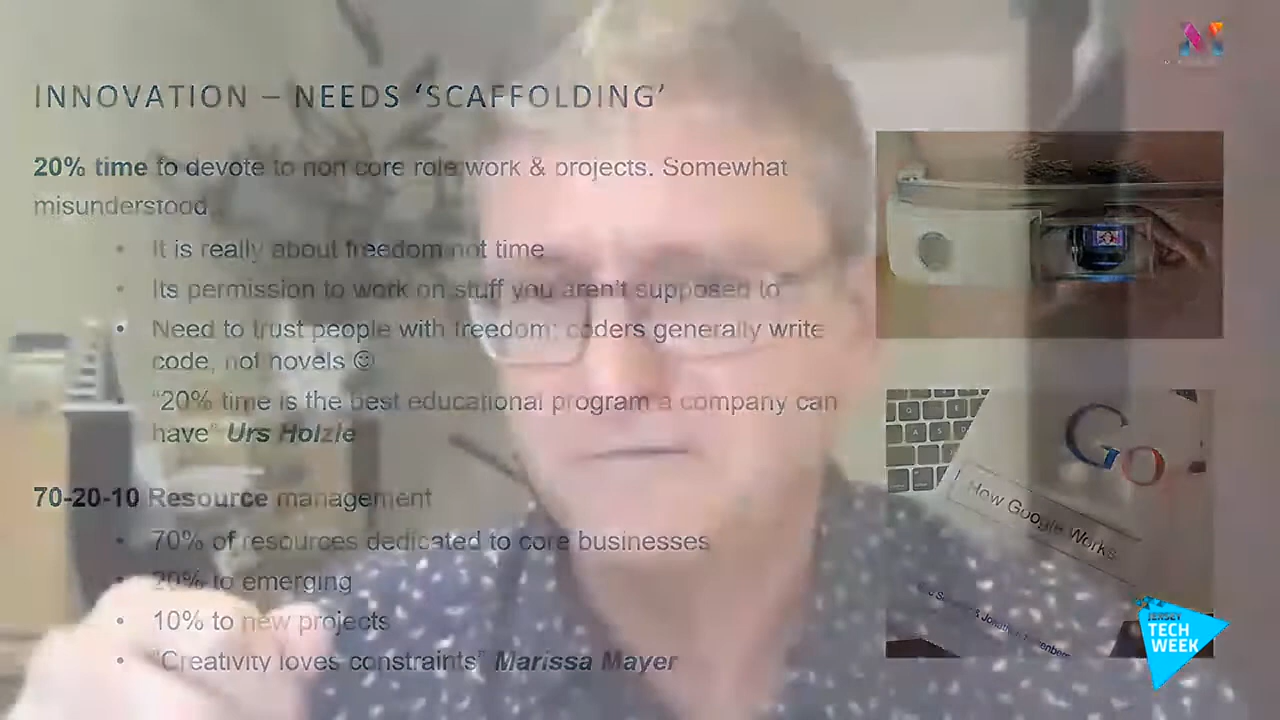 INNOVATION – NEEDS ‘SCAFFOLDING’
20% time to devote to non core role work & projects. Somewhat
misunderstood
• It is really about freedom not time
• Its permission to work on stuff you aren't supposed to
• Need to trust people with freedom; coders generally write
code, not novels ☺
“20% time is the best educational program a company can
have” Urs Holzle
70-20-10 Resource management
• 70% of resources dedicated to core businesses
• 20% to emerging
• 10% to new projects
• “Creativity loves constraints” Marissa Mayer
Go
How Google Works
JERSEY
TECH
WEEK